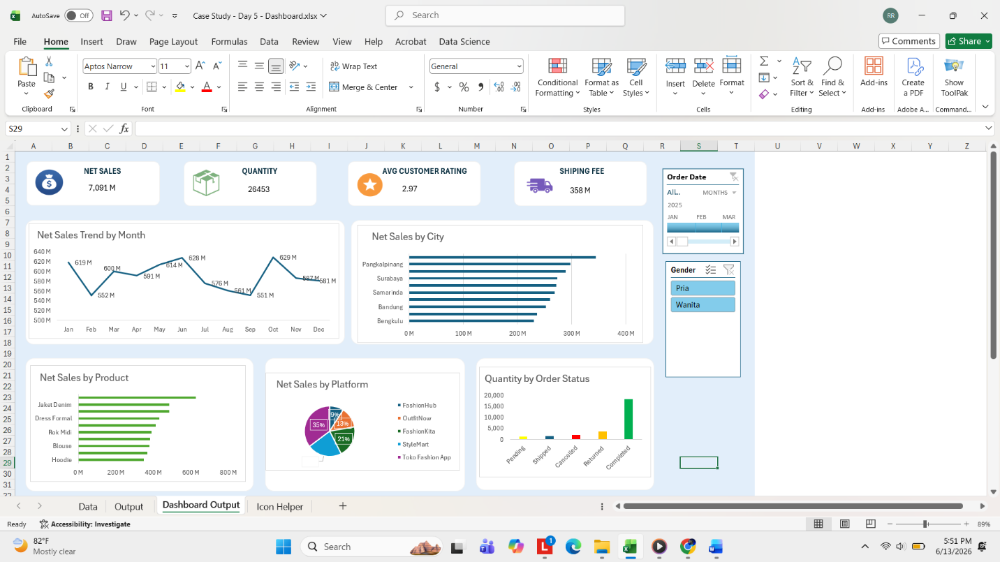 AutoSave Off Case Study - Day 5 - Dashboard.xlsx Search RR
File Home Insert Draw Page Layout Formulas Data Review View Help Acrobat Data Science Comments Share
Paste
Clipboard
Aptos Narrow 11
B I U
Font
Wrap Text
Merge & Center
Alignment
General
$ % 9
Number
Conditional Formatting
Format as Table
Cell Styles
Styles
Insert Delete Format
Cells
Sort & Filter
Find & Select
Editing
Add-ins
Add-ins
Create a PDF
Adobe A...
Show ToolPak
Command...
S29 fx
A B C D E F G H I J K L M N O P Q R S T U V W X Y Z
1
2
3
4
5
6
7
8
9
10
11
12
13
14
15
16
17
18
19
20
21
22
23
24
25
26
27
28
29
30
31
32
NET SALES
7,091 M
QUANTITY
26453
AVG CUSTOMER RATING
2.97
SHIPING FEE
358 M
Order Date
All..
MONTHS
2025
JAN FEB MAR
Gender
Pria
Wanita
Net Sales Trend by Month
640 M
620 M
600 M
580 M
560 M
540 M
520 M
500 M
619 M
552 M
600 M
591 M
614 M
628 M
576 M
561 M
551 M
629 M
587 M
581 M
Jan Feb Mar Apr May Jun Jul Aug Sep Oct Nov Dec
Net Sales by City
Pangkalpinang
Surabaya
Samarinda
Bandung
Bengkulu
0 M 100 M 200 M 300 M 400 M
Net Sales by Product
Jaket Denim
Dress Formal
Rok Midi
Blouse
Hoodie
0 M 200 M 400 M 600 M 800 M
Net Sales by Platform
9%
13%
21%
35%
FashionHub
OutfitNow
FashionKita
StyleMart
Toko Fashion App
Quantity by Order Status
20,000
15,000
10,000
5,000
0
Pending Shipped Cancelled Returned Completed
Data Output Dashboard Output Icon Helper
Ready Accessibility: Investigate 89%
82°F
Mostly clear
Search
1
5:51 PM
6/13/2026